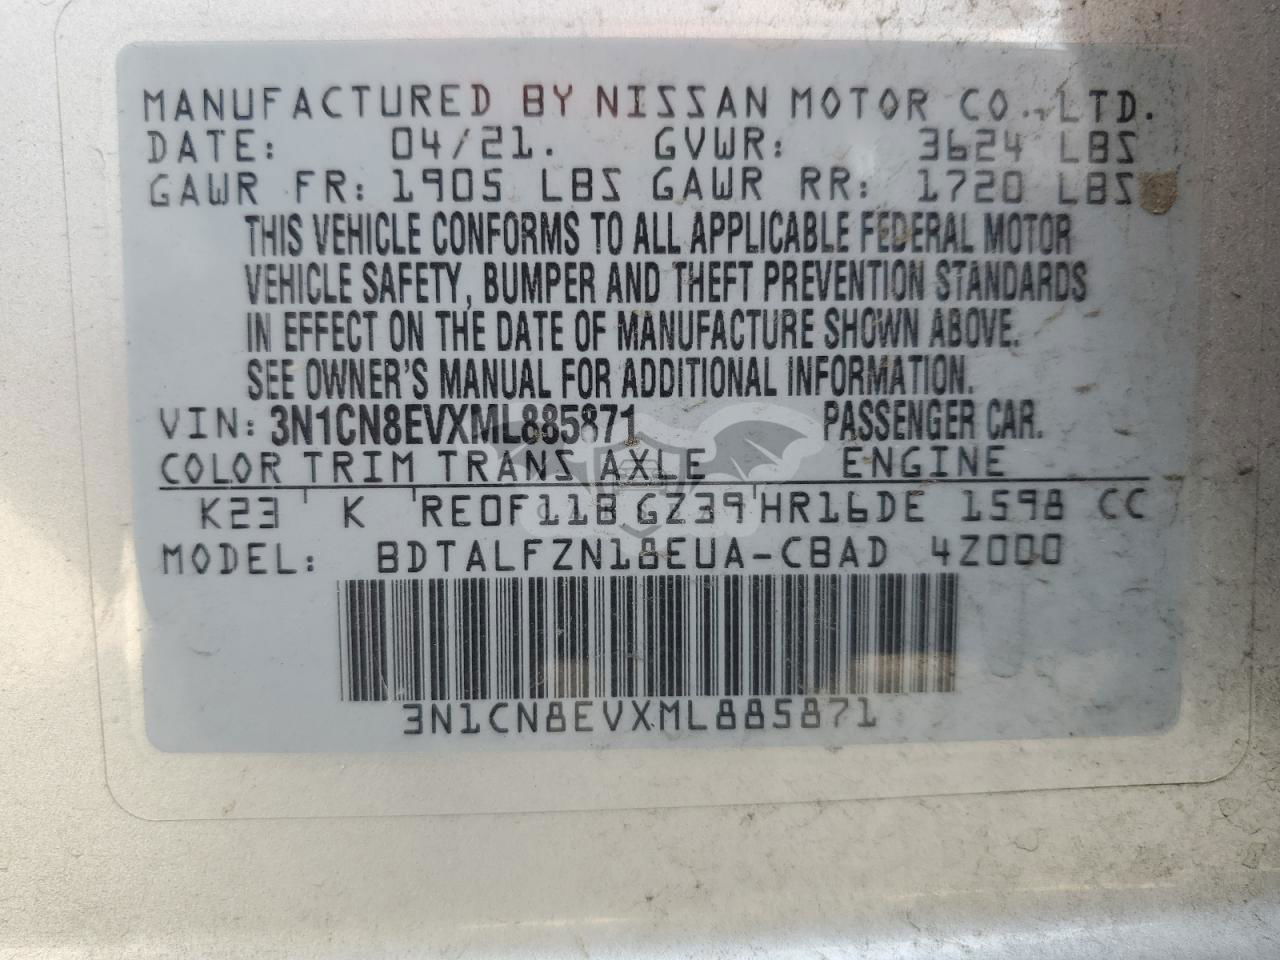 MANUFACTURED BY NISSAN MOTOR CO., LTD.
DATE: 04/21. GVWR: 3624 LBS
GAWR FR: 1905 LBS GAWR RR: 1720 LBS
THIS VEHICLE CONFORMS TO ALL APPLICABLE FEDERAL MOTOR
VEHICLE SAFETY, BUMPER AND THEFT PREVENTION STANDARDS
IN EFFECT ON THE DATE OF MANUFACTURE SHOWN ABOVE.
SEE OWNER'S MANUAL FOR ADDITIONAL INFORMATION.
VIN: 3N1CN8EVXML885871 PASSENGER CAR.
COLOR TRIM TRANS AXLE ENGINE
K23 K RE0F11B GZ39 HR16DE 1598 CC
MODEL: BDTALFZN18EUA-CBAD 4Z000
3N1CN8EVXML885871